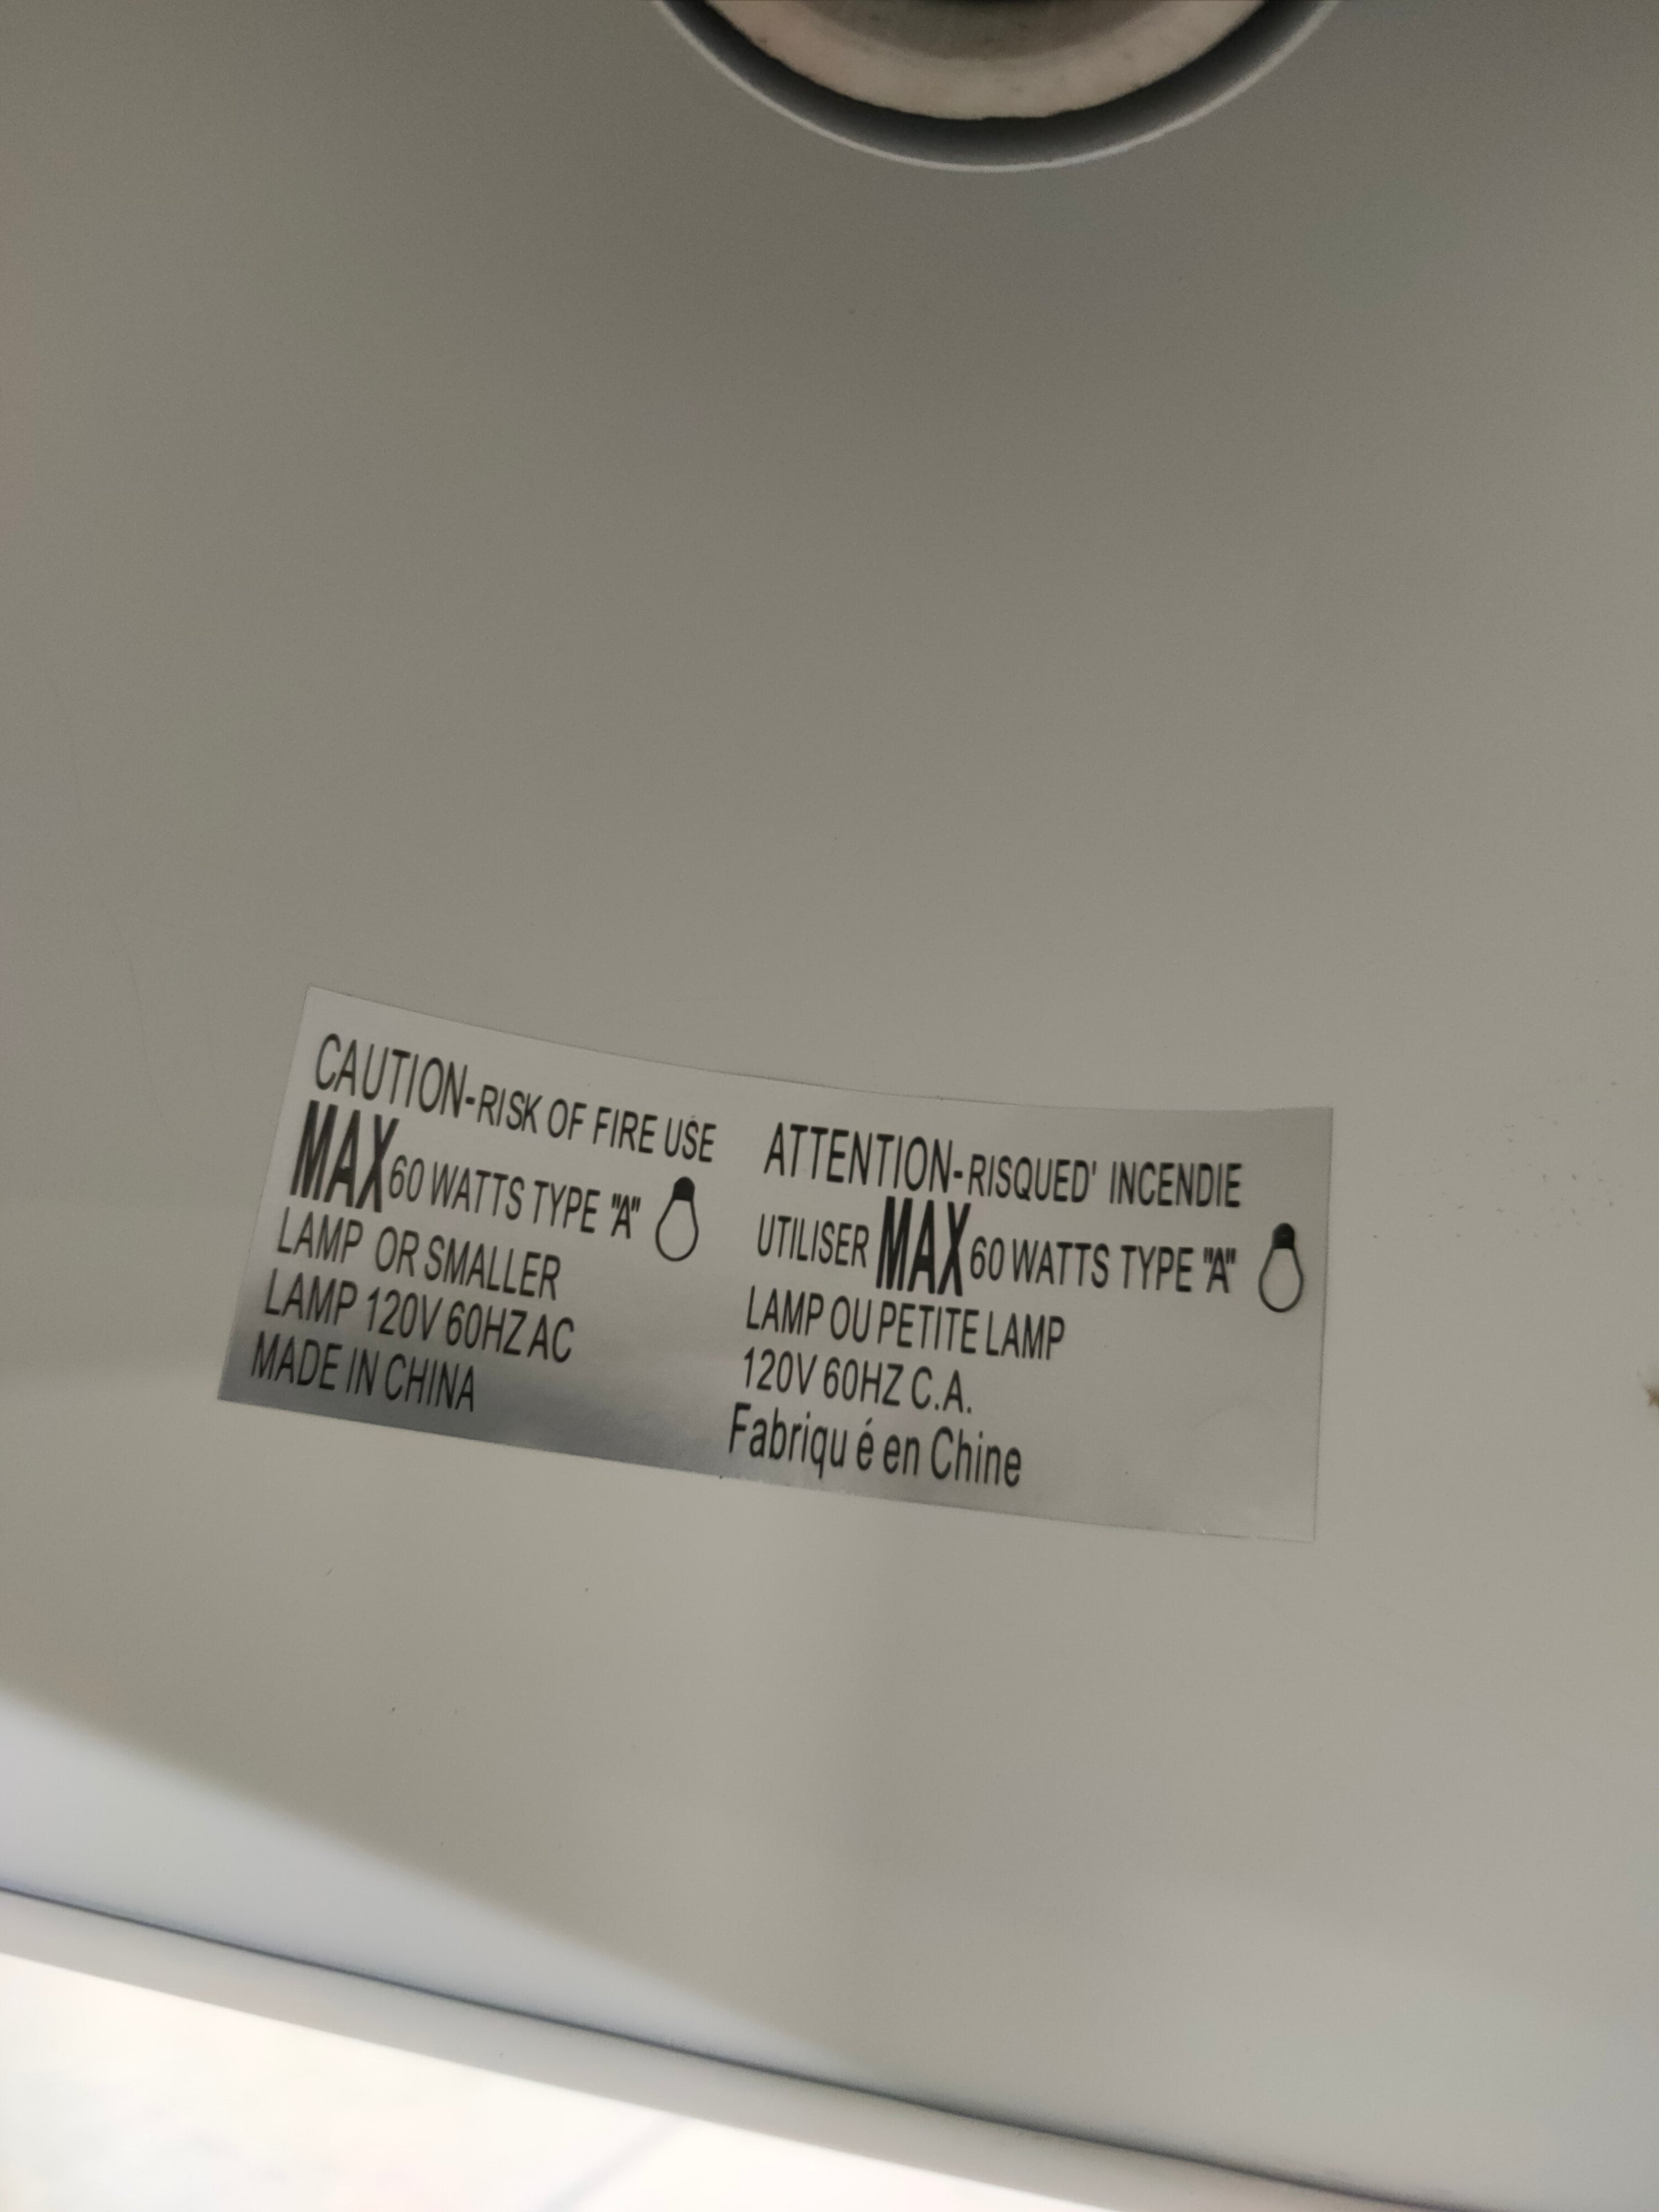 CAUTION-RISK OF FIRE USE
MAX 60 WATTS TYPE "A"
LAMP OR SMALLER
LAMP 120V 60HZ AC
MADE IN CHINA
ATTENTION-RISQUED' INCENDIE
UTILISER MAX 60 WATTS TYPE "A"
LAMP OU PETITE LAMP
120V 60HZ C.A.
Fabriqu é en Chine